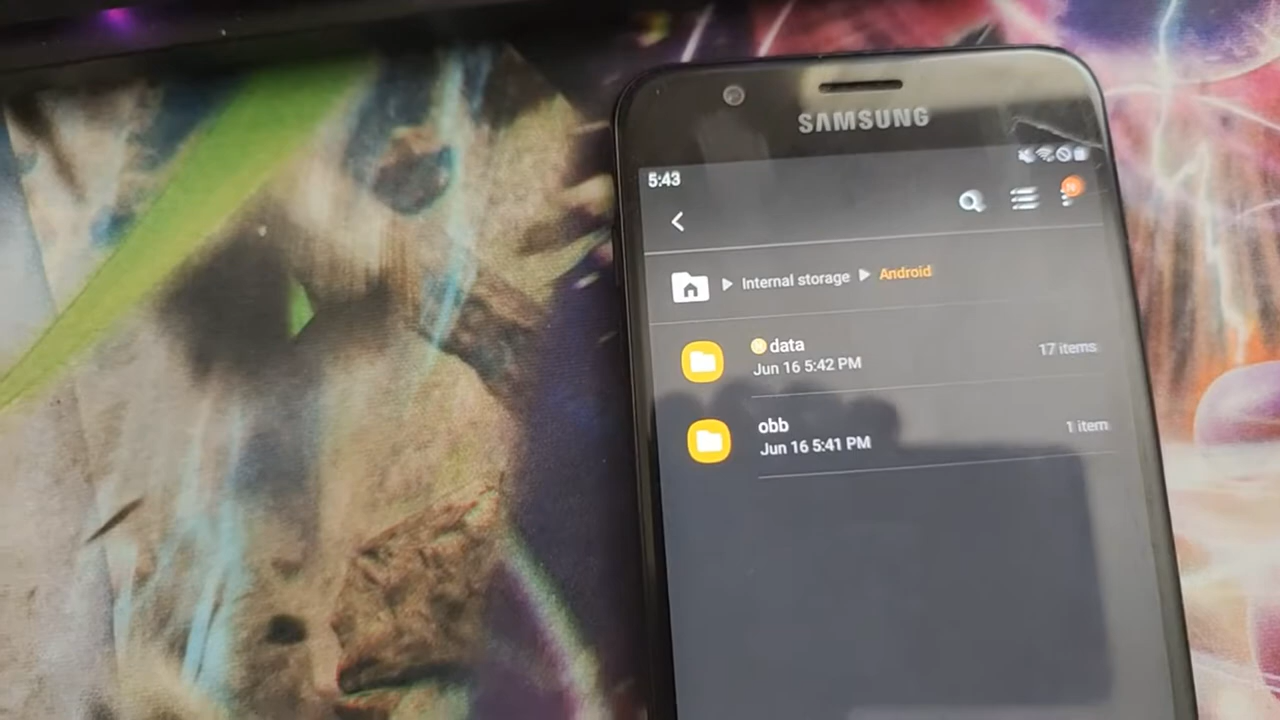 SAMSUNG
5:43
N
Internal storage Android
N data 17 items
Jun 16 5:42 PM
obb 1 item
Jun 16 5:41 PM